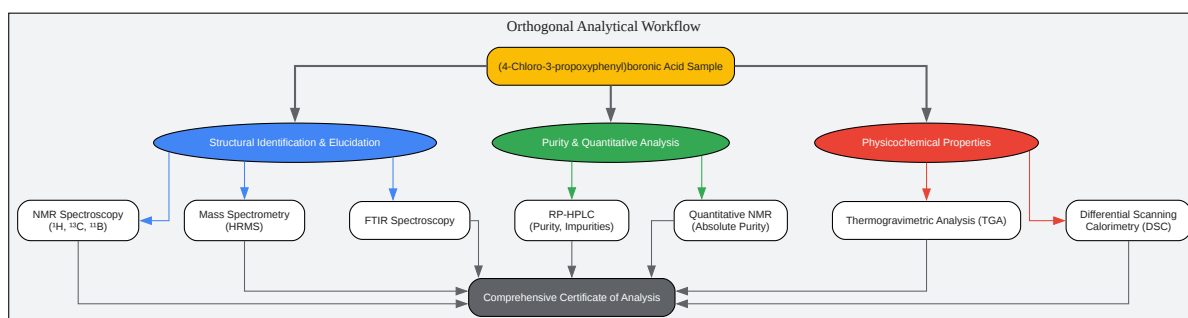 Orthogonal Analytical Workflow
(4-Chloro-3-propoxyphenyl)boronic Acid Sample
Structural Identification & Elucidation
Purity & Quantitative Analysis
Physicochemical Properties
NMR Spectroscopy
(¹H, ¹³C, ¹¹B)
Mass Spectrometry
(HRMS)
FTIR Spectroscopy
RP-HPLC
(Purity, Impurities)
Quantitative NMR
(Absolute Purity)
Thermogravimetric Analysis (TGA)
Differential Scanning
Calorimetry (DSC)
Comprehensive Certificate of Analysis